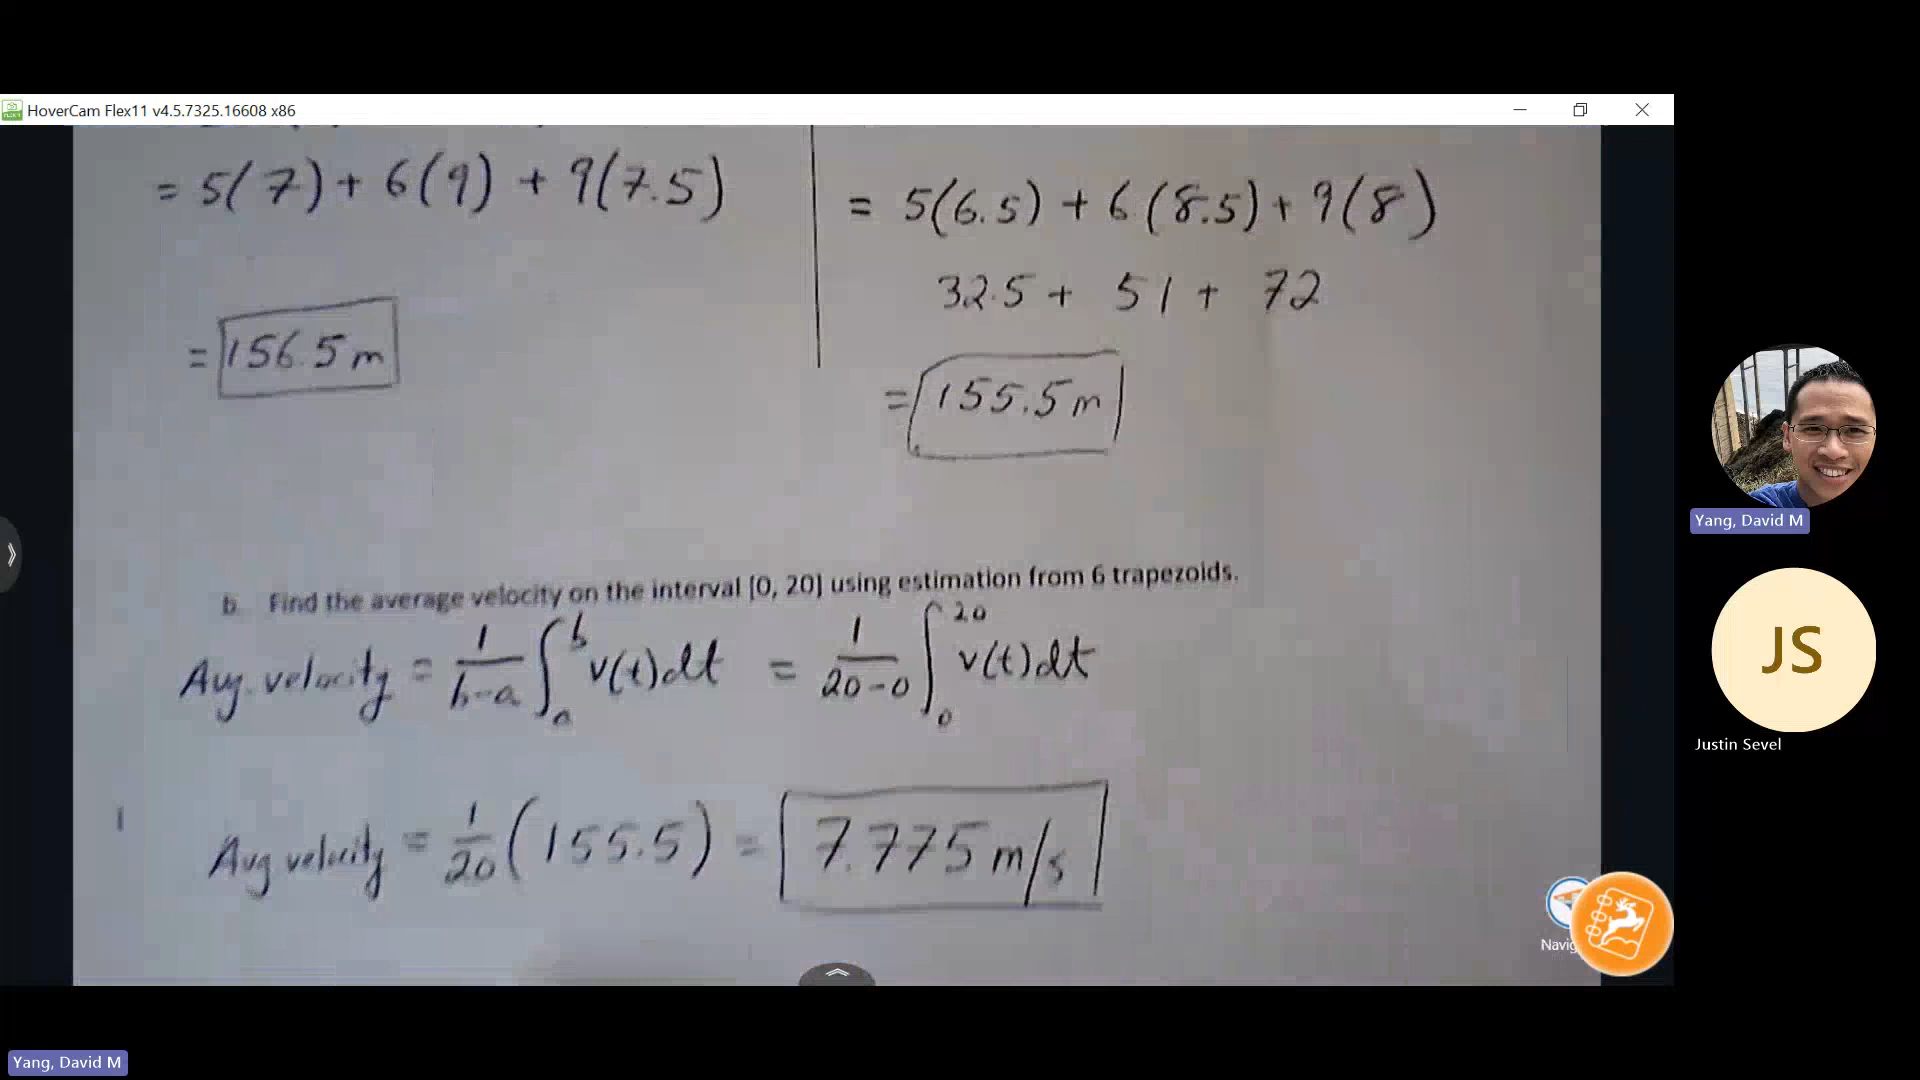 HoverCam Flex11 v4.5.7325.16608 x86
= 5(7) + 6(9) + 9(7.5)
= 156.5 m
= 5(6.5) + 6(8.5) + 9(8)
32.5 + 51 + 72
= 155.5 m
b. Find the average velocity on the interval [0, 20] using estimation from 6 trapezoids.
Avg. velocity = 1/(b-a) ∫_a^b v(t)dt = 1/(20-0) ∫_0^20 v(t)dt
Avg velocity = 1/20 (155.5) = 7.775 m/s
Yang, David M
JS
Justin Sevel
Yang, David M